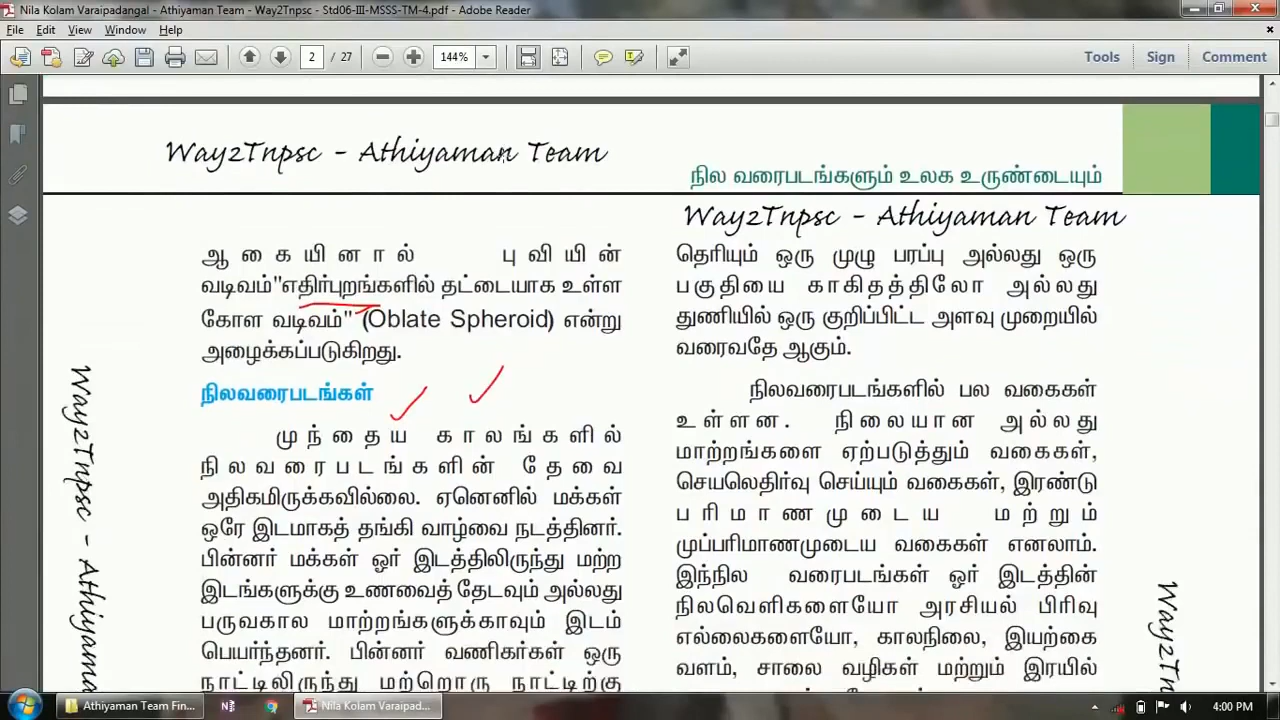 Nila Kolam Varaipadangal - Athiyaman Team - Way2Tnpsc - Std06-III-MSSS-TM-4.pdf - Adobe Reader
File Edit View Window Help
2 / 27 144% Tools Sign Comment
Way2Tnpsc - Athiyaman Team
நில வரைபடங்களும் உலக உருண்டையும்
Way2Tnpsc - Athiyaman Team
ஆகையினால் புவியின்
வடிவம்"எதிர்புறங்களில் தட்டையாக உள்ள
கோள வடிவம்" (Oblate Spheroid) என்று
அழைக்கப்படுகிறது.
நிலவரைபடங்கள்
முந்தைய காலங்களில்
நிலவரைபடங்களின் தேவை
அதிகமிருக்கவில்லை. ஏனெனில் மக்கள்
ஒரே இடமாகத் தங்கி வாழ்வை நடத்தினர்.
பின்னர் மக்கள் ஓர் இடத்திலிருந்து மற்ற
இடங்களுக்கு உணவைத் தேடவும் அல்லது
பருவகால மாற்றங்களுக்காவும் இடம்
பெயர்ந்தனர். பின்னர் வணிகர்கள் ஒரு
நாட்டிலிருந்து மற்றொரு நாட்டிற்கு
தெரியும் ஒரு முழு பரப்பு அல்லது ஒரு
பகுதியை காகிதத்திலோ அல்லது
துணியில் ஒரு குறிப்பிட்ட அளவு முறையில்
வரைவதே ஆகும்.
நிலவரைபடங்களில் பல வகைகள்
உள்ளன. நிலையான அல்லது
மாற்றங்களை ஏற்படுத்தும் வகைகள்,
செயலெதிர்வு செய்யும் வகைகள், இரண்டு
பரிமாணமுடைய மற்றும்
முப்பரிமாணமுடைய வகைகள் எனலாம்.
இந்நில வரைபடங்கள் ஓர் இடத்தின்
நிலவெளிகளையோ அரசியல் பிரிவு
எல்லைகளையோ, காலநிலை, இயற்கை
வளம், சாலை வழிகள் மற்றும் இரயில்
Way2Tnpsc - Athiyama
Way2Tnp
Athiyaman Team Fin...
Nila Kolam Varaipad...
4:00 PM